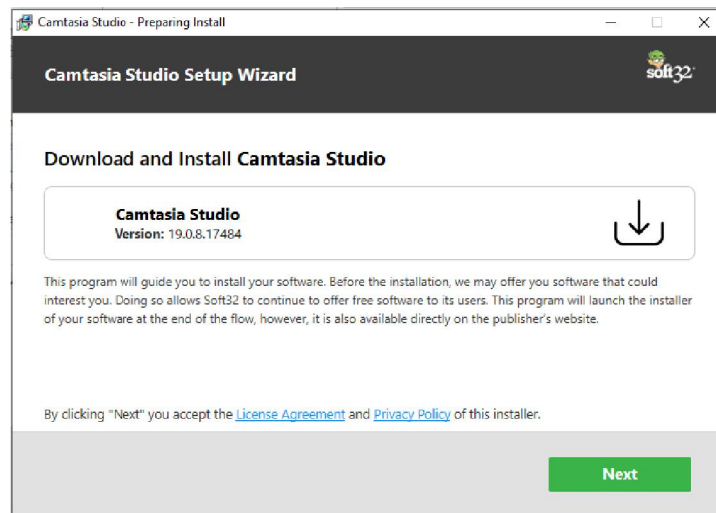 Camtasia Studio - Preparing Install
Camtasia Studio Setup Wizard
soft32
Download and Install Camtasia Studio
Camtasia Studio
Version: 19.0.8.17484
This program will guide you to install your software. Before the installation, we may offer you software that could
interest you. Doing so allows Soft32 to continue to offer free software to its users. This program will launch the installer
of your software at the end of the flow, however, it is also available directly on the publisher's website.
By clicking "Next" you accept the License Agreement and Privacy Policy of this installer.
Next